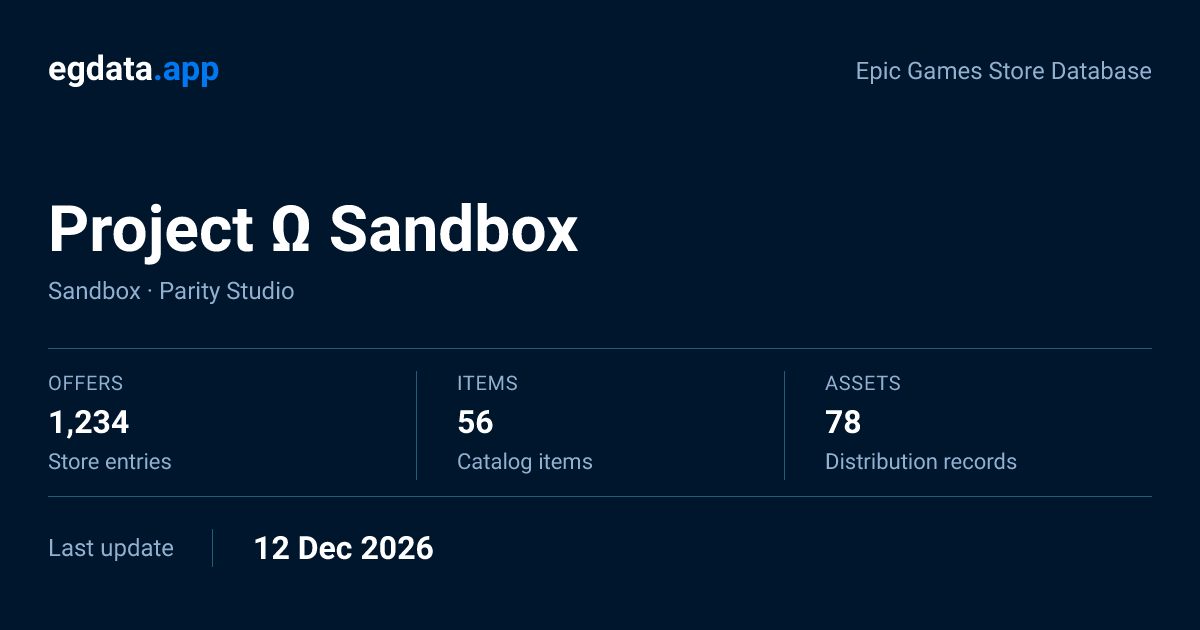 egdata.app
Epic Games Store Database
Project Ω Sandbox
Sandbox · Parity Studio
OFFERS
1,234
Store entries
ITEMS
56
Catalog items
ASSETS
78
Distribution records
Last update
12 Dec 2026